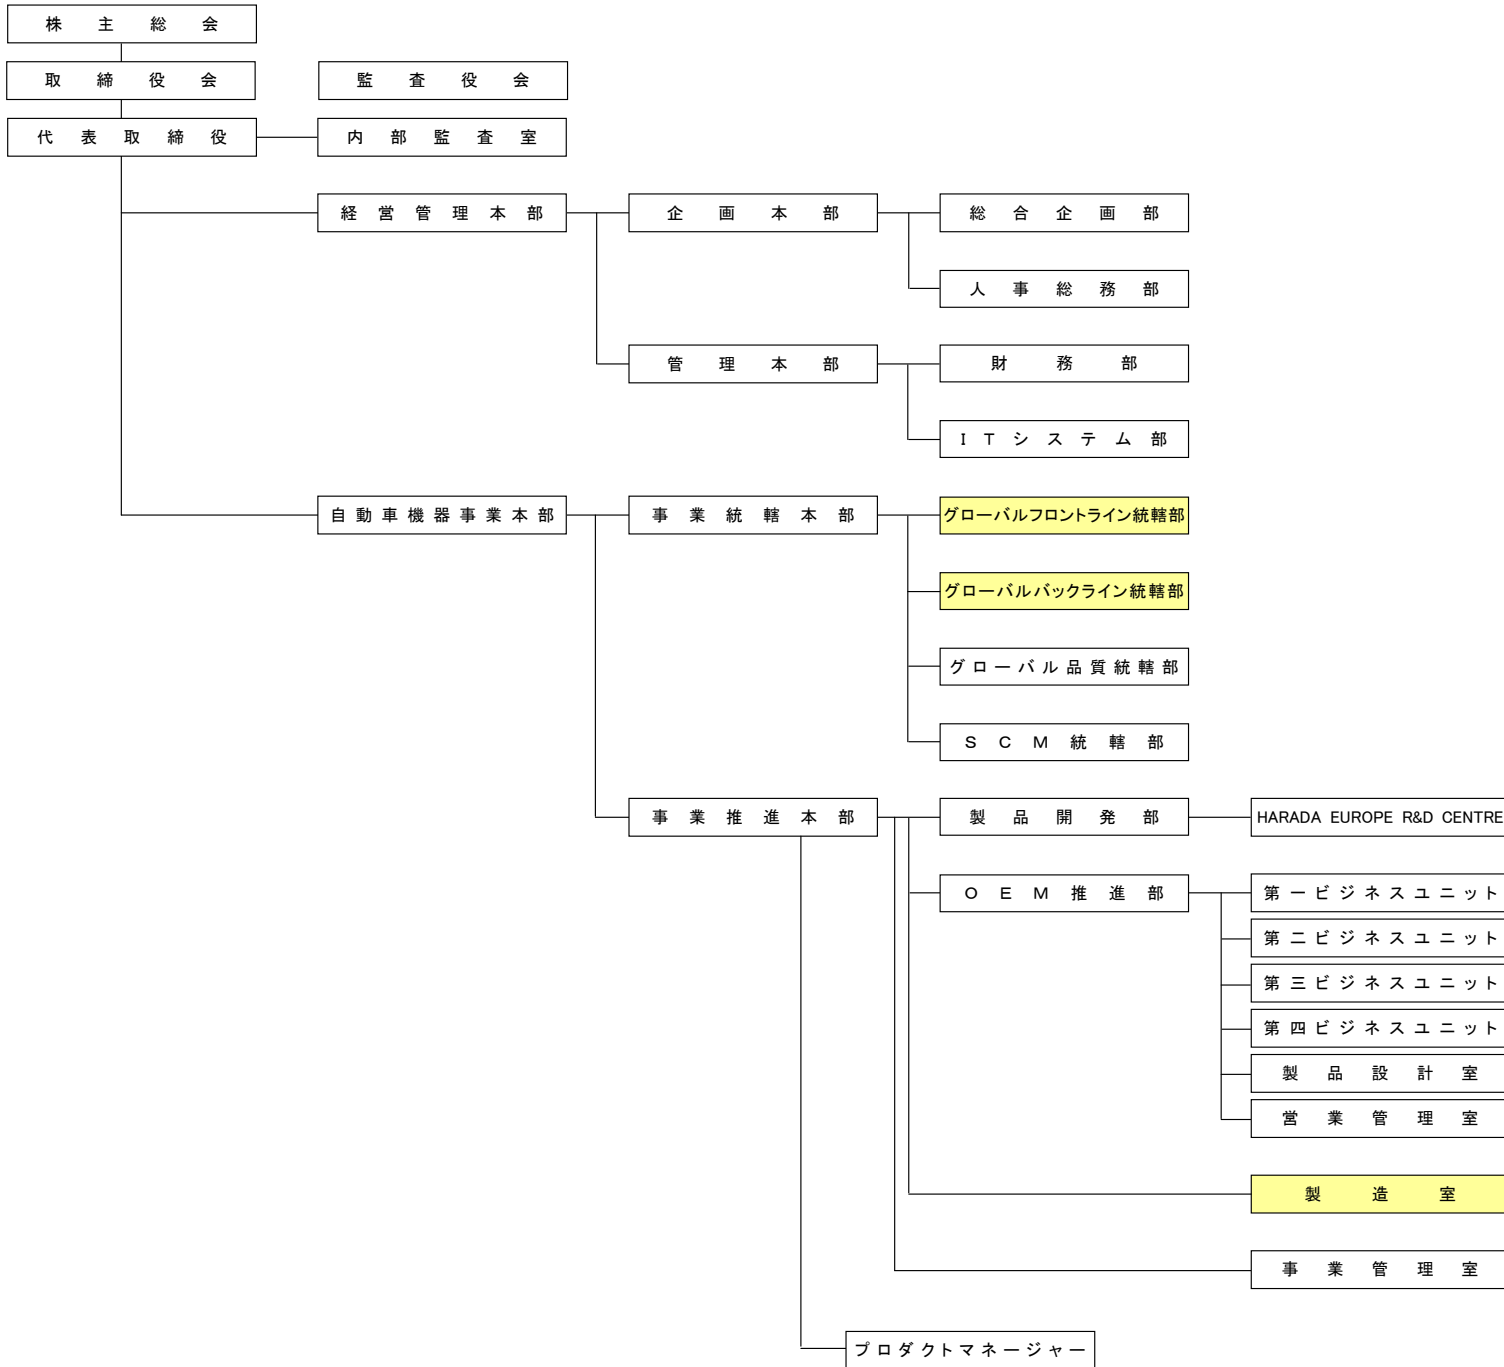 株主総会
取締役会
監査役会
代表取締役
内部監査室
経営管理本部
企画本部
総合企画部
人事総務部
管理本部
財務部
ITシステム部
自動車機器事業本部
事業統轄本部
グローバルフロントライン統轄部
グローバルバックライン統轄部
グローバル品質統轄部
SCM統轄部
事業推進本部
製品開発部
HARADA EUROPE R&D CENTRE
OEM推進部
第一ビジネスユニット
第二ビジネスユニット
第三ビジネスユニット
第四ビジネスユニット
製品設計室
営業管理室
製造室
事業管理室
プロダクトマネージャー